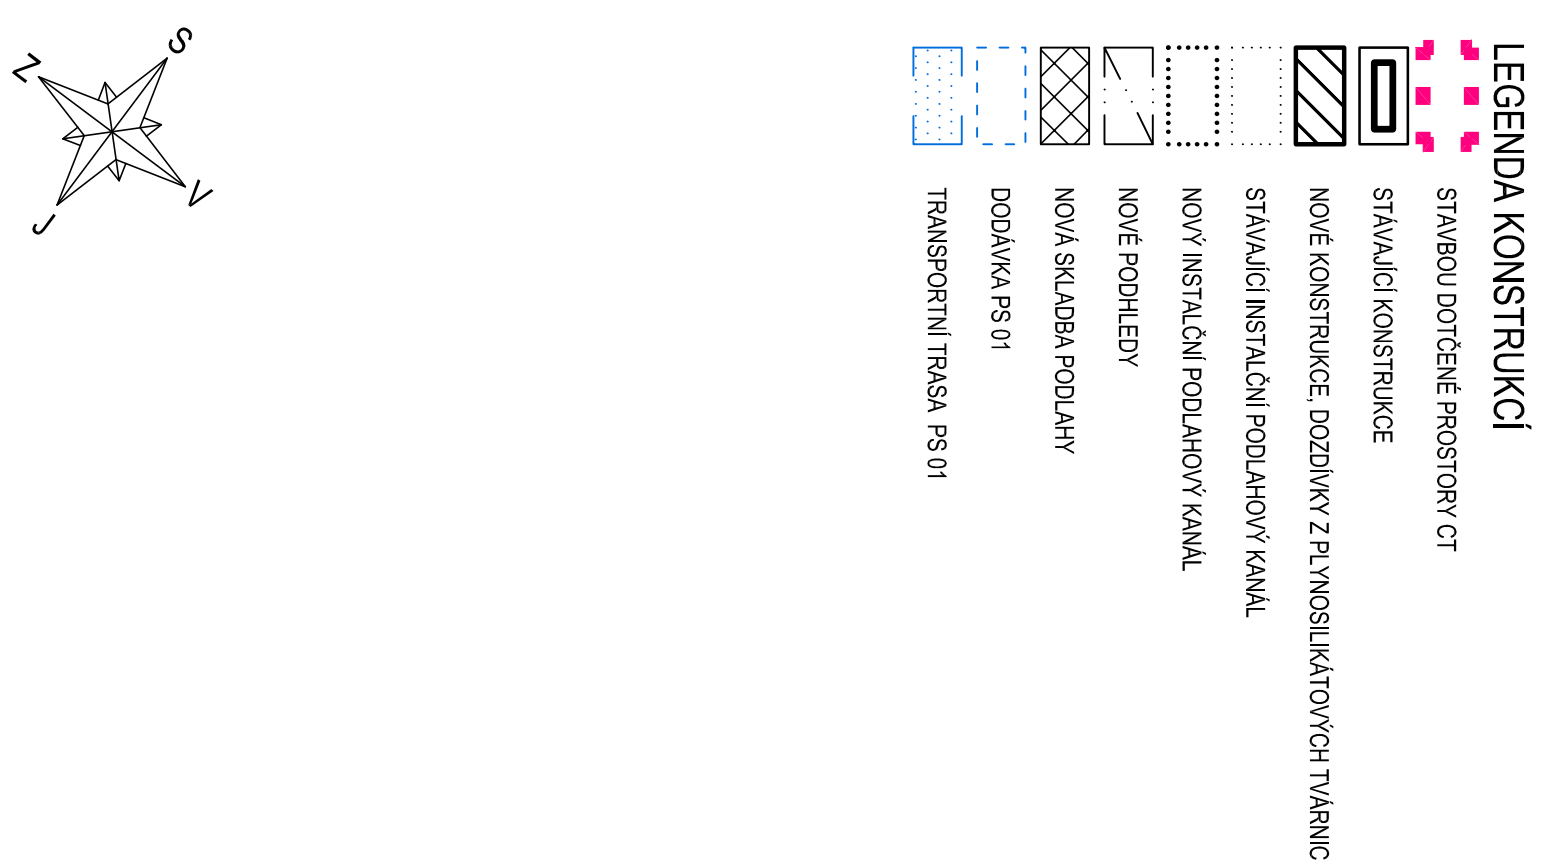 LEGENDA KONSTRUKCÍ
STAVBOU DOTČENÉ PROSTORY CT
STÁVAJÍCÍ KONSTRUKCE
NOVÉ KONSTRUKCE, DOZDÍVKY Z PLYNOSILIKÁTOVÝCH TVÁRNIC
STÁVAJÍCÍ INSTALČNÍ PODLAHOVÝ KANÁL
NOVÝ INSTALČNÍ PODLAHOVÝ KANÁL
NOVÉ PODHLEDY
NOVÁ SKLADBA PODLAHY
DODÁVKA PS 01
TRANSPORTNÍ TRASA PS 01
S
Z
V
J